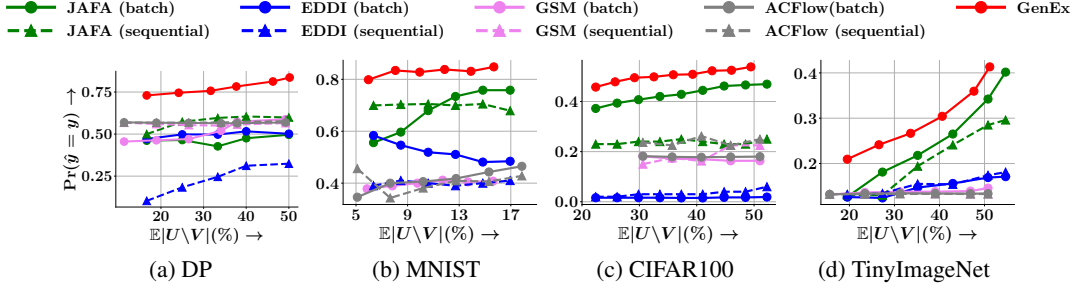 JAFA (batch) EDDI (batch) GSM (batch) ACFlow(batch) GenEx
JAFA (sequential) EDDI (sequential) GSM (sequential) ACFlow (sequential)
Pr(ŷ = y) →
0.75
0.50
0.25
10 20 30 40 50
𝔼|U\V|(%) →
(a) DP
0.8
0.6
0.4
5 9 13 17
𝔼|U\V|(%) →
(b) MNIST
0.4
0.2
0.0
20 30 40 50
𝔼|U\V|(%) →
(c) CIFAR100
0.4
0.3
0.2
20 30 40 50
𝔼|U\V|(%) →
(d) TinyImageNet